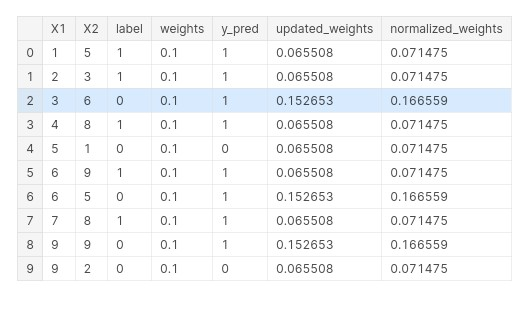 X1 X2 label weights y_pred updated_weights normalized_weights
0 1 5 1 0.1 1 0.065508 0.071475
1 2 3 1 0.1 1 0.065508 0.071475
2 3 6 0 0.1 1 0.152653 0.166559
3 4 8 1 0.1 1 0.065508 0.071475
4 5 1 0 0.1 0 0.065508 0.071475
5 6 9 1 0.1 1 0.065508 0.071475
6 6 5 0 0.1 1 0.152653 0.166559
7 7 8 1 0.1 1 0.065508 0.071475
8 9 9 0 0.1 1 0.152653 0.166559
9 9 2 0 0.1 0 0.065508 0.071475